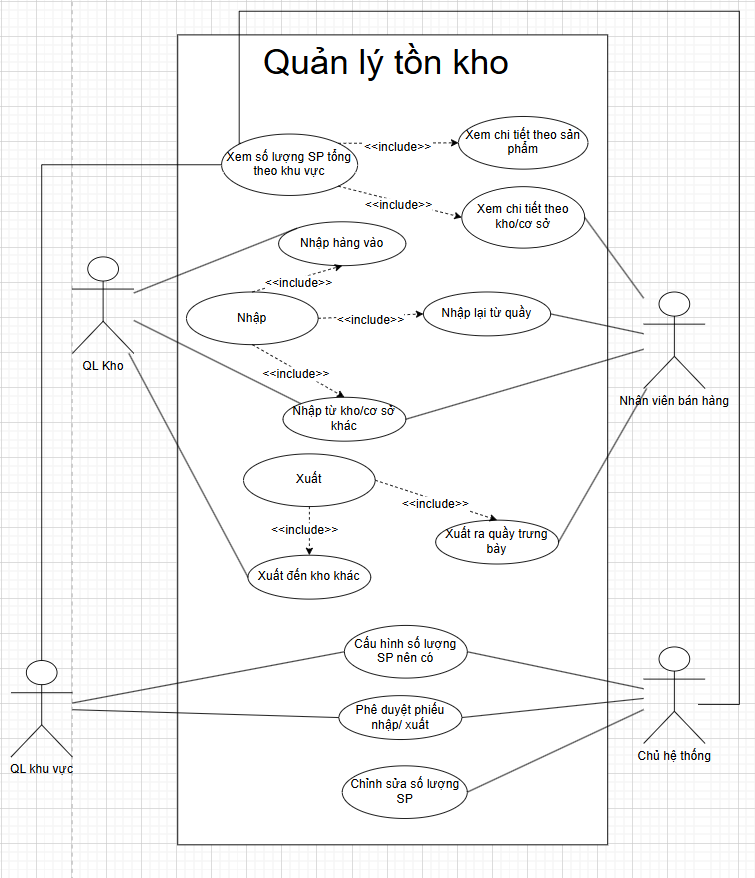 Quản lý tồn kho
Xem số lượng SP tổng
theo khu vực
<<include>>
Xem chi tiết theo sản
phẩm
<<include>>
Xem chi tiết theo
kho/cơ sở
Nhập hàng vào
<<include>>
Nhập
<<include>>
Nhập lại từ quầy
QL Kho
<<include>>
Nhân viên bán hàng
Nhập từ kho/cơ sở
khác
Xuất
<<include>>
<<include>>
Xuất ra quầy trưng
bày
Xuất đến kho khác
Cấu hình số lượng
SP nên có
Phê duyệt phiếu
nhập/ xuất
Chủ hệ thống
QL khu vực
Chỉnh sửa số lượng
SP